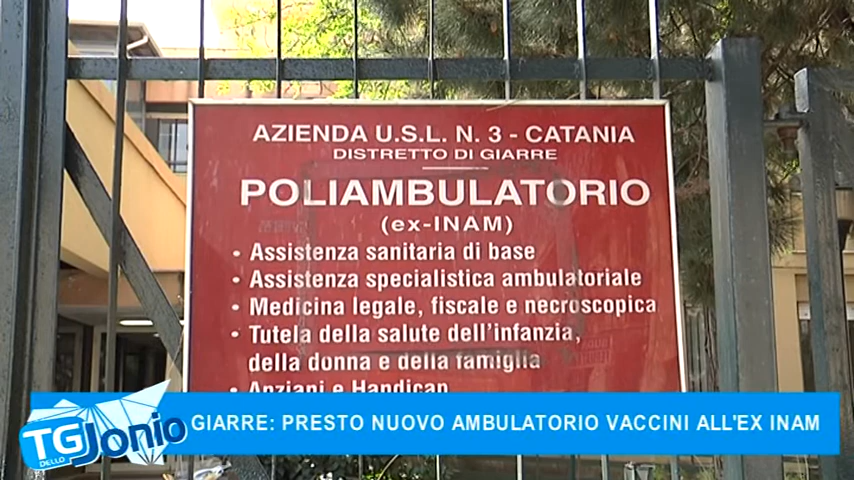 AZIENDA U.S.L. N. 3 - CATANIA
DISTRETTO DI GIARRE
POLIAMBULATORIO
(ex-INAM)
• Assistenza sanitaria di base
• Assistenza specialistica ambulatoriale
• Medicina legale, fiscale e necroscopica
• Tutela della salute dell'infanzia,
della donna e della famiglia
• Anziani e Handicap
TG DELLO Jonio
GIARRE: PRESTO NUOVO AMBULATORIO VACCINI ALL'EX INAM